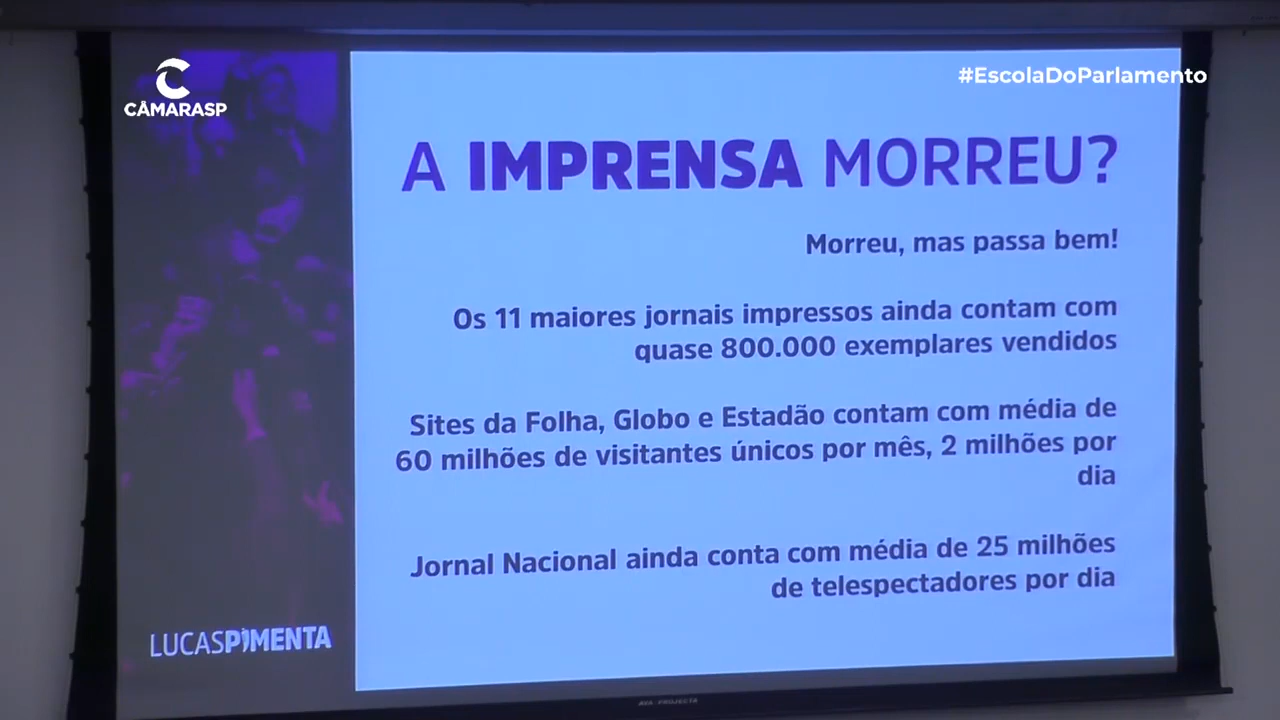 CÂMARASP
#EscolaDoParlamento
A IMPRENSA MORREU?
Morreu, mas passa bem!
Os 11 maiores jornais impressos ainda contam com
quase 800.000 exemplares vendidos
Sites da Folha, Globo e Estadão contam com média de
60 milhões de visitantes únicos por mês, 2 milhões por
dia
Jornal Nacional ainda conta com média de 25 milhões
de telespectadores por dia
LUCASPIMENTA